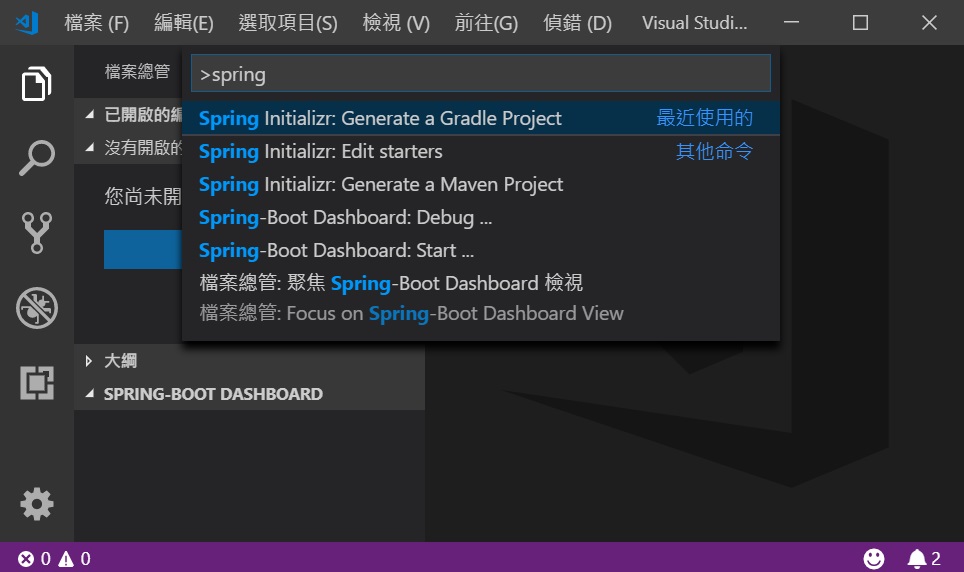 檔案 (F) 編輯(E) 選取項目(S) 檢視 (V) 前往(G) 偵錯 (D) Visual Studi...
檔案總管
>spring
已開啟的
沒有開啟的
您尚未開
Spring Initializr: Generate a Gradle Project 最近使用的
Spring Initializr: Edit starters 其他命令
Spring Initializr: Generate a Maven Project
Spring-Boot Dashboard: Debug ...
Spring-Boot Dashboard: Start ...
檔案總管: 聚焦 Spring-Boot Dashboard 檢視
檔案總管: Focus on Spring-Boot Dashboard View
大綱
SPRING-BOOT DASHBOARD
0 0 2